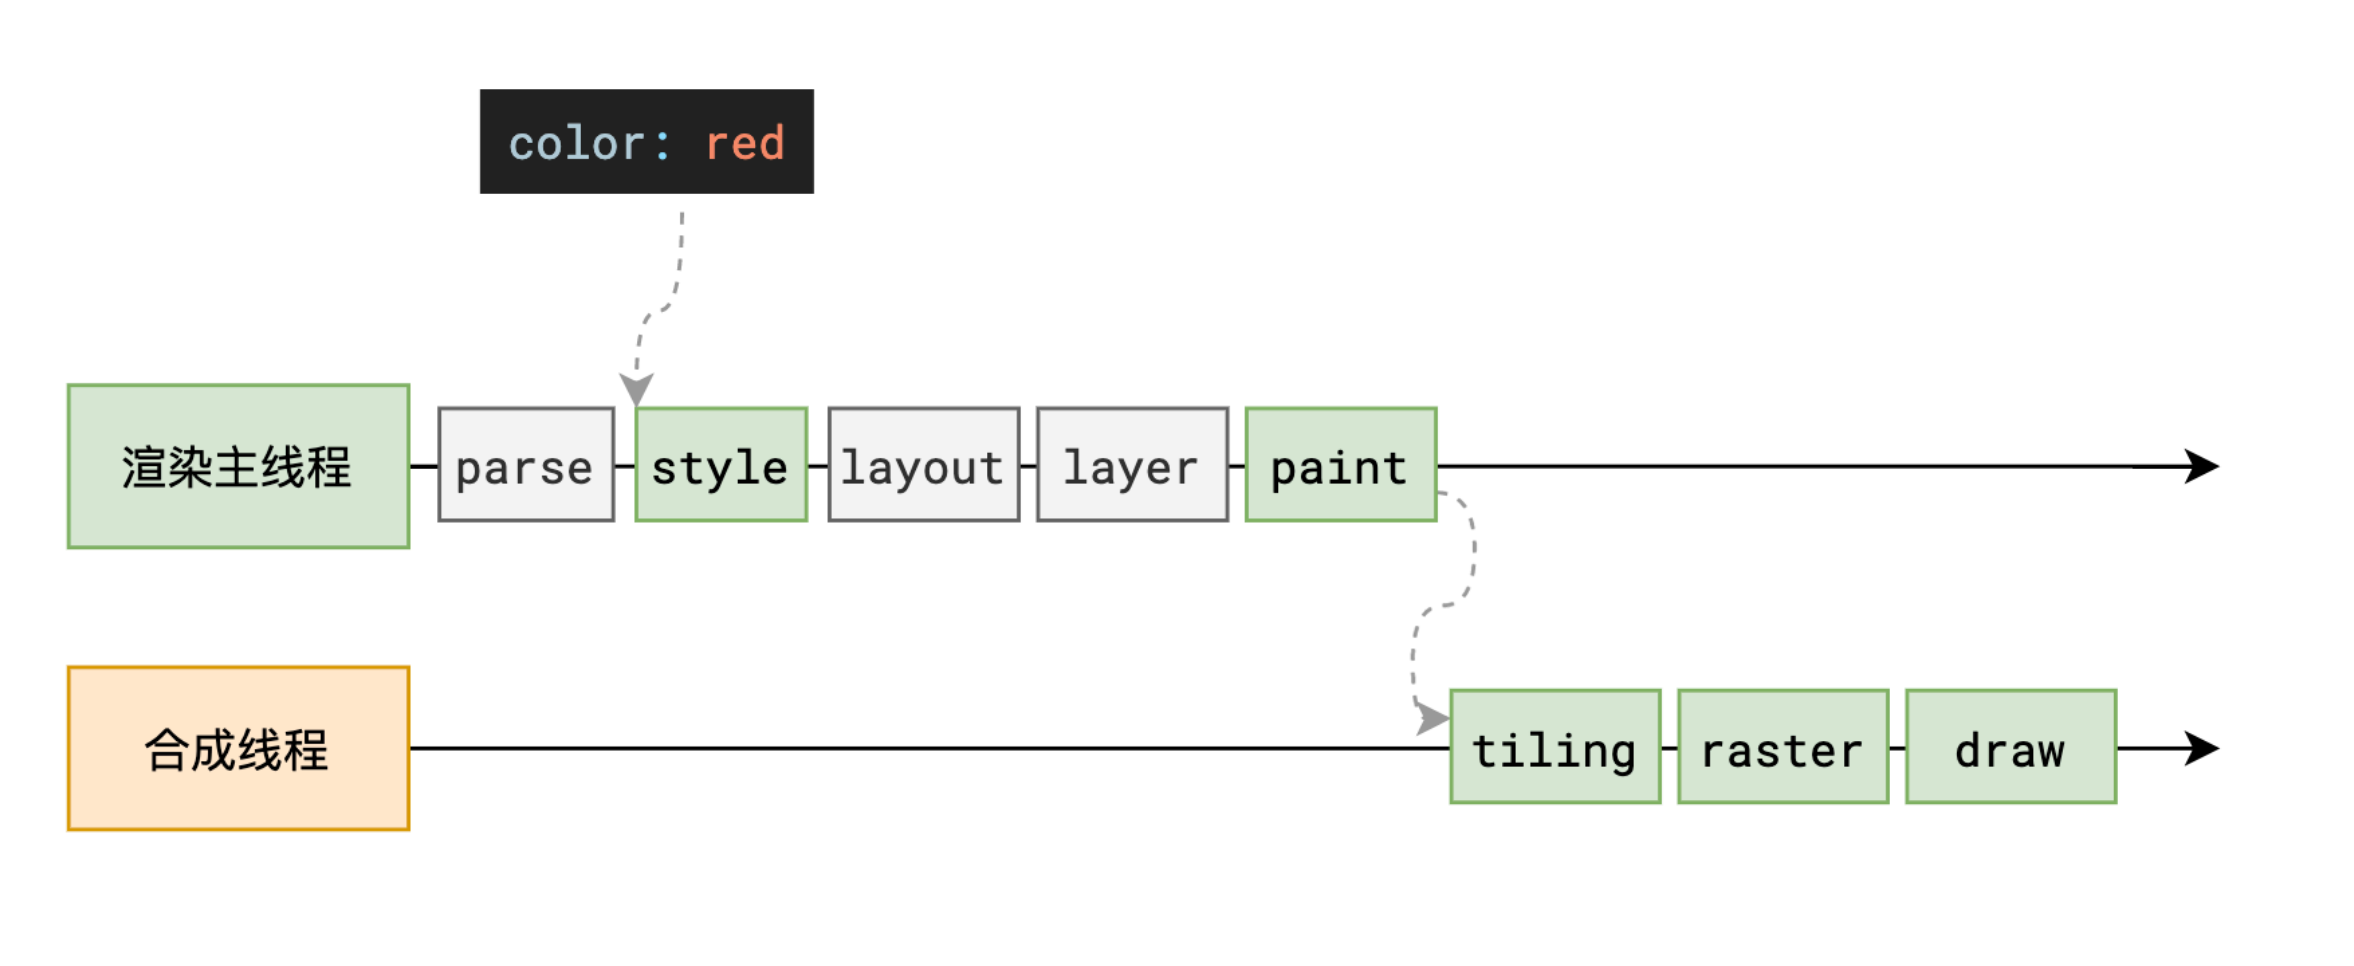 color: red
渲染主线程
parse
style
layout
layer
paint
合成线程
tiling
raster
draw